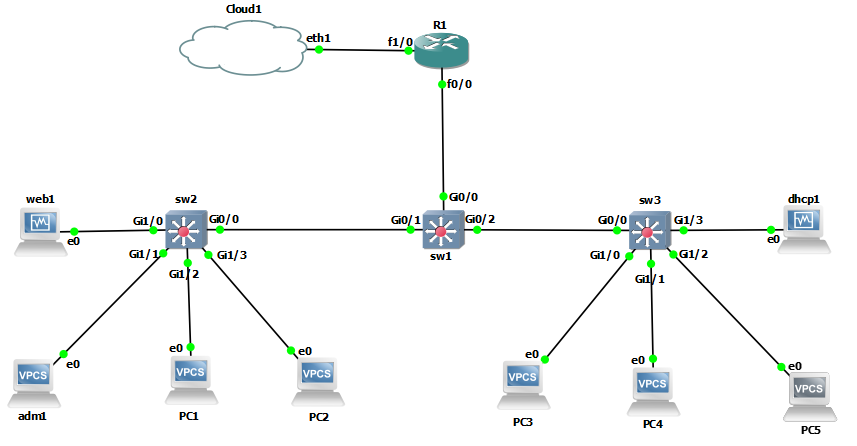 Cloud1
R1
eth1
f1/0
f0/0
web1
sw2
sw3
dhcp1
Gi1/0
Gi0/0
Gi0/0
Gi0/1
Gi0/2
Gi0/0
Gi1/3
e0
sw1
e0
Gi1/1
Gi1/3
Gi1/0
Gi1/2
Gi1/2
Gi1/1
e0
e0
e0
e0
e0
e0
VPCS
VPCS
VPCS
VPCS
VPCS
VPCS
adm1
PC1
PC2
PC3
PC4
PC5